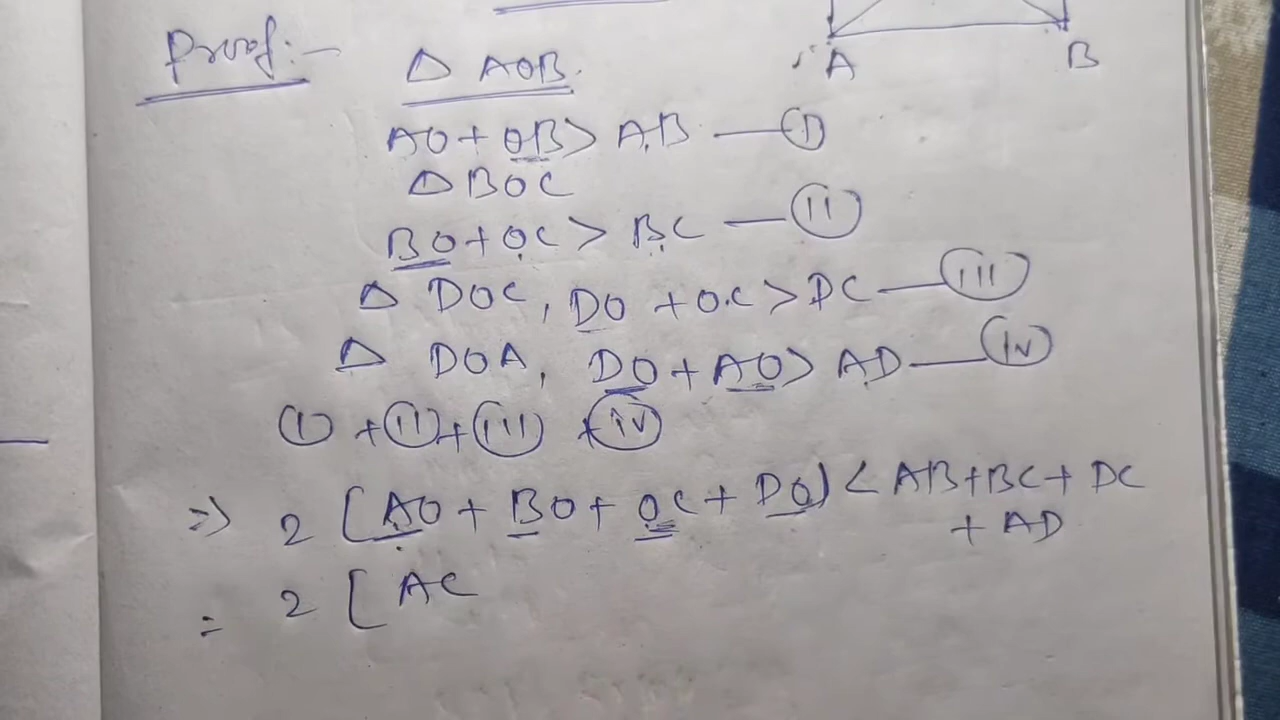 Proof:-
△ AOB.
A
B
AO + OB > AB — (I)
△ BOC
BO + OC > BC — (II)
△ DOC, DO + OC > DC — (III)
△ DOA, DO + AO > AD — (IV)
(I) + (II) + (III) + (IV)
=> 2 [AO + BO + OC + DO) < AB + BC + DC
+ AD
= 2 [ AC